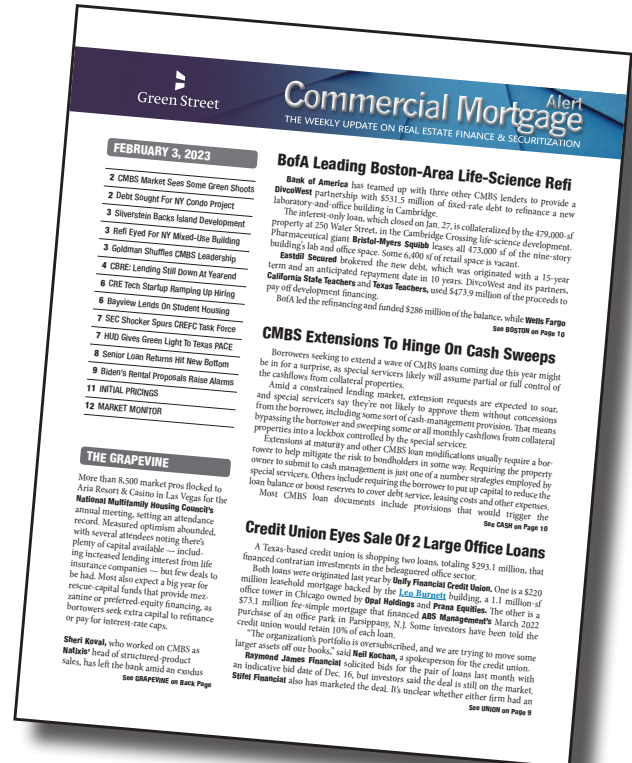 Green Street
Commercial Mortgage
Alert
THE WEEKLY UPDATE ON REAL ESTATE FINANCE & SECURITIZATION
FEBRUARY 3, 2023
2 CMBS Market Sees Some Green Shoots
2 Debt Sought For NY Condo Project
3 Silverstein Backs Island Development
3 Refi Eyed For NY Mixed-Use Building
3 Goldman Shuffles CMBS Leadership
4 CBRE: Lending Still Down At Yearend
6 CRE Tech Startup Ramping Up Hiring
6 Bayview Lends On Student Housing
7 SEC Shocker Spurs CREFC Task Force
7 HUD Gives Green Light To Texas PACE
8 Senior Loan Returns Hit New Bottom
9 Biden's Rental Proposals Raise Alarms
11 INITIAL PRICINGS
12 MARKET MONITOR
THE GRAPEVINE
More than 8,500 market pros flocked to
Aria Resort & Casino in Las Vegas for the
National Multifamily Housing Council's
annual meeting, setting an attendance
record. Measured optimism abounded,
with several attendees noting there's
plenty of capital available — includ-
ing increased lending interest from life
insurance companies — but few deals to
be had. Most also expect a big year for
rescue-capital funds that provide mez-
zanine or preferred-equity financing, as
borrowers seek extra capital to refinance
or pay for interest-rate caps.
Sheri Koval, who worked on CMBS as
Natixis' head of structured-product
sales, has left the bank amid an exodus
See GRAPEVINE on Back Page
BofA Leading Boston-Area Life-Science Refi
Bank of America has teamed up with three other CMBS lenders to provide a
DivcoWest partnership with $531.5 million of fixed-rate debt to refinance a new
laboratory-and-office building in Cambridge.
The interest-only loan, which closed on Jan. 27, is collateralized by the 479,000-sf
property at 250 Water Street, in the Cambridge Crossing life-science development.
Pharmaceutical giant Bristol-Myers Squibb leases all 473,000 sf of the nine-story
building's lab and office space. Some 6,400 sf of retail space is vacant.
Eastdil Secured brokered the new debt, which was originated with a 15-year
term and an anticipated repayment date in 10 years. DivcoWest and its partners,
California State Teachers and Texas Teachers, used $473.9 million of the proceeds to
pay off development financing.
BofA led the refinancing and funded $286 million of the balance, while Wells Fargo
See BOSTON on Page 10
CMBS Extensions To Hinge On Cash Sweeps
Borrowers seeking to extend a wave of CMBS loans coming due this year might
be in for a surprise, as special servicers likely will assume partial or full control of
the cashflows from collateral properties.
Amid a constrained lending market, extension requests are expected to soar,
and special servicers say they're not likely to approve them without concessions
from the borrower, including some sort of cash-management provision. That means
bypassing the borrower and sweeping some or all monthly cashflows from collateral
properties into a lockbox controlled by the special servicer.
Extensions at maturity and other CMBS loan modifications usually require a bor-
rower to help mitigate the risk to bondholders in some way. Requiring the property
owner to submit to cash management is just one of a number strategies employed by
special servicers. Others include requiring the borrower to put up capital to reduce the
loan balance or boost reserves to cover debt service, leasing costs and other expenses.
Most CMBS loan documents include provisions that would trigger the
See CASH on Page 10
Credit Union Eyes Sale Of 2 Large Office Loans
A Texas-based credit union is shopping two loans, totaling $293.1 million, that
financed contrarian investments in the beleaguered office sector.
Both loans were originated last year by Unify Financial Credit Union. One is a $220
million leasehold mortgage backed by the Leo Burnett building, a 1.1 million-sf
office tower in Chicago owned by Opal Holdings and Prana Equities. The other is a
$73.1 million fee-simple mortgage that financed ABS Management's March 2022
purchase of an office park in Parsippany, N.J. Some investors have been told the
credit union would retain 10% of each loan.
"The organization's portfolio is oversubscribed, and we are trying to move some
larger assets off our books," said Neil Kochan, a spokesperson for the credit union.
Raymond James Financial solicited bids for the pair of loans last month with
an indicative bid date of Dec. 16, but investors said the deal is still on the market.
Stifel Financial also has marketed the deal. It's unclear whether either firm had an
See UNION on Page 9